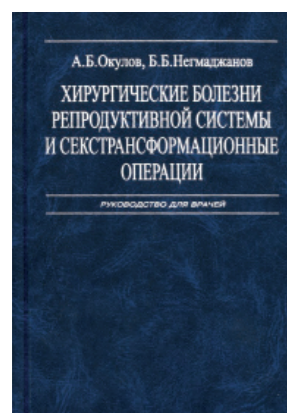 А.Б.Окулов, Б.Б.Негмаджанов
ХИРУРГИЧЕСКИЕ БОЛЕЗНИ
РЕПРОДУКТИВНОЙ СИСТЕМЫ
И СЕКСТРАНСФОРМАЦИОННЫЕ
ОПЕРАЦИИ
РУКОВОДСТВО ДЛЯ ВРАЧЕЙ